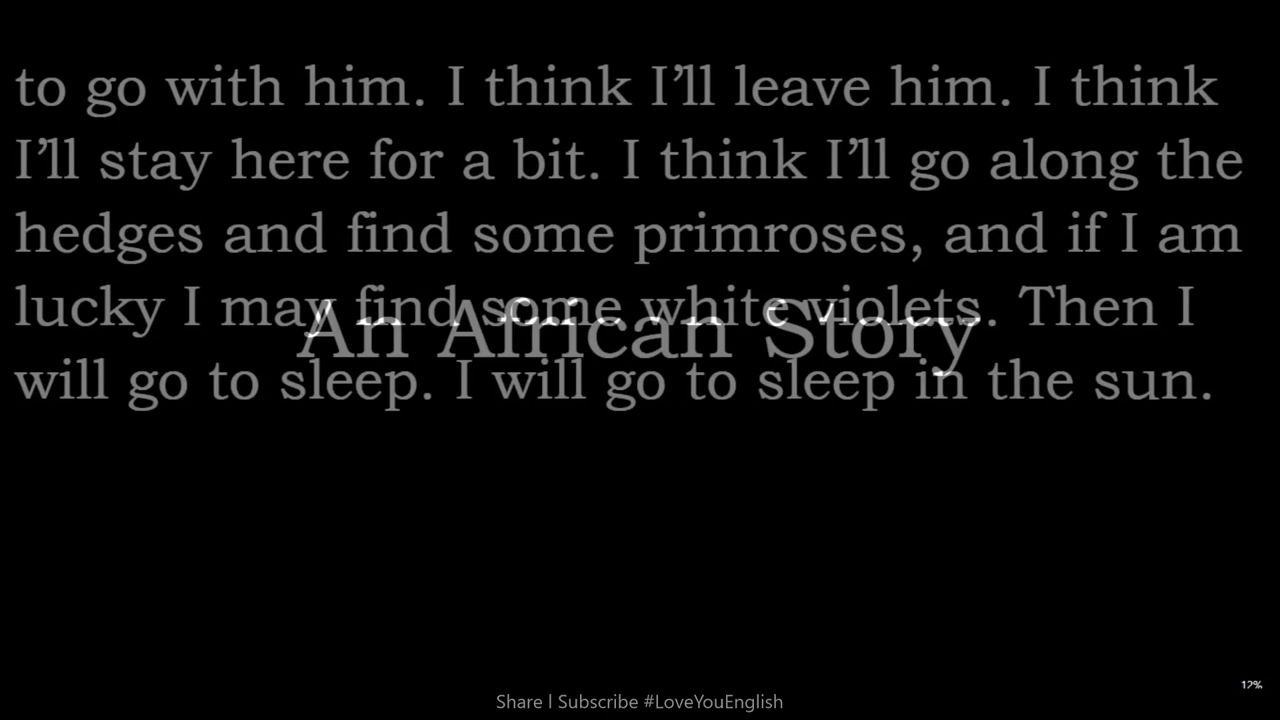 to go with him. I think I’ll leave him. I think
I’ll stay here for a bit. I think I’ll go along the
hedges and find some primroses, and if I am
lucky I may find some white violets. Then I
An African Story
will go to sleep. I will go to sleep in the sun.
12%
Share | Subscribe #LoveYouEnglish